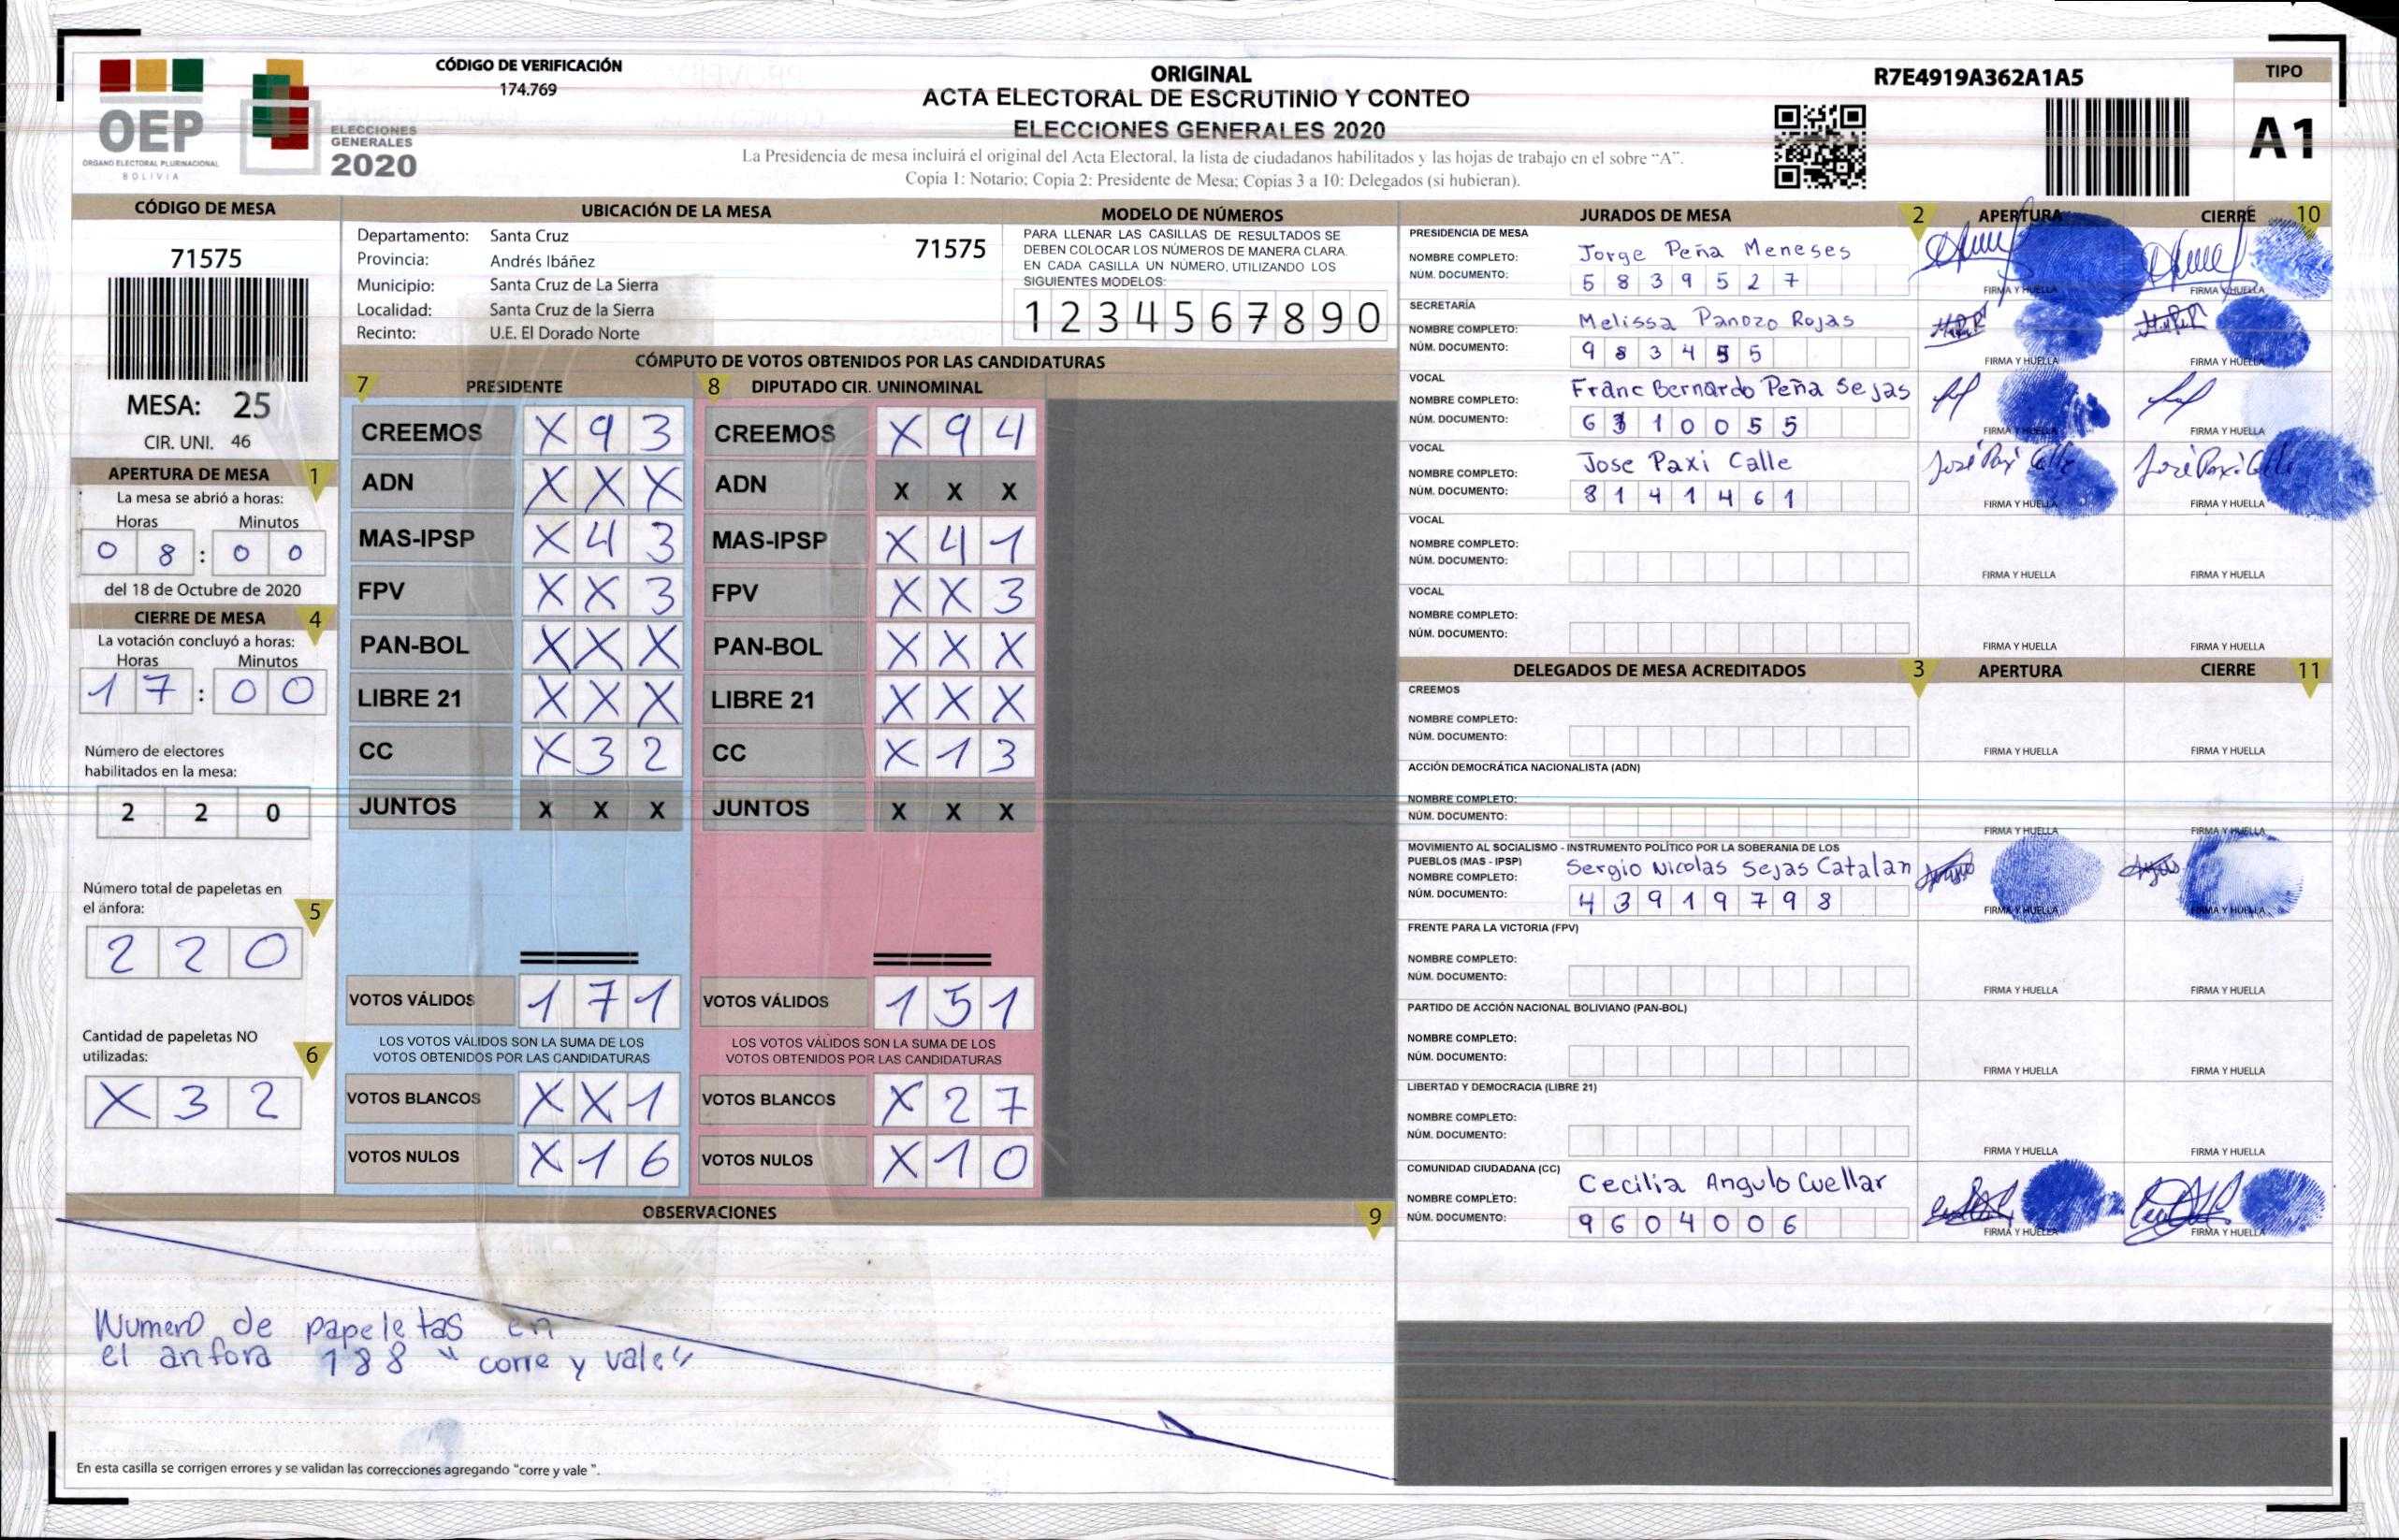 CÓDIGO DE VERIFICACIÓN
174.769
OEP
ÓRGANO ELECTORAL PLURINACIONAL
BOLIVIA
ELECCIONES
GENERALES
2020
ORIGINAL
ACTA ELECTORAL DE ESCRUTINIO Y CONTEO
ELECCIONES GENERALES 2020
La Presidencia de mesa incluirá el original del Acta Electoral, la lista de ciudadanos habilitados y las hojas de trabajo en el sobre "A".
Copia 1: Notario; Copia 2: Presidente de Mesa; Copias 3 a 10: Delegados (si hubieran).
R7E4919A362A1A5
TIPO
A1
CÓDIGO DE MESA
71575
MESA: 25
CIR. UNI. 46
APERTURA DE MESA 1
La mesa se abrió a horas:
Horas Minutos
0 8 : 0 0
del 18 de Octubre de 2020
CIERRE DE MESA 4
La votación concluyó a horas:
Horas Minutos
1 7 : 0 0
Número de electores
habilitados en la mesa:
2 2 0
Número total de papeletas en
el ánfora: 5
2 2 0
Cantidad de papeletas NO
utilizadas: 6
X 3 2
UBICACIÓN DE LA MESA
Departamento: Santa Cruz
71575
Provincia: Andrés Ibáñez
Municipio: Santa Cruz de La Sierra
Localidad: Santa Cruz de la Sierra
Recinto: U.E. El Dorado Norte
MODELO DE NÚMEROS
PARA LLENAR LAS CASILLAS DE RESULTADOS SE
DEBEN COLOCAR LOS NÚMEROS DE MANERA CLARA.
EN CADA CASILLA UN NÚMERO, UTILIZANDO LOS
SIGUIENTES MODELOS:
1 2 3 4 5 6 7 8 9 0
CÓMPUTO DE VOTOS OBTENIDOS POR LAS CANDIDATURAS
7 PRESIDENTE
CREEMOS X 9 3
ADN X X X
MAS-IPSP X 4 3
FPV X X 3
PAN-BOL X X X
LIBRE 21 X X X
CC X 3 2
JUNTOS X X X
VOTOS VÁLIDOS 1 7 1
LOS VOTOS VÁLIDOS SON LA SUMA DE LOS
VOTOS OBTENIDOS POR LAS CANDIDATURAS
VOTOS BLANCOS X X 1
VOTOS NULOS X 1 6
8 DIPUTADO CIR. UNINOMINAL
CREEMOS X 9 4
ADN X X X
MAS-IPSP X 4 1
FPV X X 3
PAN-BOL X X X
LIBRE 21 X X X
CC X 1 3
JUNTOS X X X
VOTOS VÁLIDOS 1 5 1
LOS VOTOS VÁLIDOS SON LA SUMA DE LOS
VOTOS OBTENIDOS POR LAS CANDIDATURAS
VOTOS BLANCOS X 2 7
VOTOS NULOS X 1 0
OBSERVACIONES 9
Numero de papeletas en
el anfora 188 " corre y vale"
En esta casilla se corrigen errores y se validan las correcciones agregando "corre y vale ".
JURADOS DE MESA 2 APERTURA CIERRE 10
PRESIDENCIA DE MESA
NOMBRE COMPLETO: Jorge Peña Meneses
NÚM. DOCUMENTO: 5 8 3 9 5 2 7
FIRMA Y HUELLA FIRMA Y HUELLA
SECRETARÍA
NOMBRE COMPLETO: Melissa Panozo Rojas
NÚM. DOCUMENTO: 9 8 3 4 5 5
FIRMA Y HUELLA FIRMA Y HUELLA
VOCAL
NOMBRE COMPLETO: Franc Bernardo Peña Sejas
NÚM. DOCUMENTO: 6 3 1 0 0 5 5
FIRMA Y HUELLA FIRMA Y HUELLA
VOCAL
NOMBRE COMPLETO: Jose Paxi Calle
José Paxi Calle José Paxi Calle
NÚM. DOCUMENTO: 8 1 4 1 4 6 1
FIRMA Y HUELLA FIRMA Y HUELLA
VOCAL
NOMBRE COMPLETO:
NÚM. DOCUMENTO:
FIRMA Y HUELLA FIRMA Y HUELLA
VOCAL
NOMBRE COMPLETO:
NÚM. DOCUMENTO:
FIRMA Y HUELLA FIRMA Y HUELLA
DELEGADOS DE MESA ACREDITADOS 3 APERTURA CIERRE 11
CREEMOS
NOMBRE COMPLETO:
NÚM. DOCUMENTO:
FIRMA Y HUELLA FIRMA Y HUELLA
ACCIÓN DEMOCRÁTICA NACIONALISTA (ADN)
NOMBRE COMPLETO:
NÚM. DOCUMENTO:
FIRMA Y HUELLA FIRMA Y HUELLA
MOVIMIENTO AL SOCIALISMO - INSTRUMENTO POLÍTICO POR LA SOBERANIA DE LOS
PUEBLOS (MAS - IPSP)
NOMBRE COMPLETO: Sergio Nicolas Sejas Catalan
NÚM. DOCUMENTO: 4 3 9 1 9 7 9 8
FIRMA Y HUELLA FIRMA Y HUELLA
FRENTE PARA LA VICTORIA (FPV)
NOMBRE COMPLETO:
NÚM. DOCUMENTO:
FIRMA Y HUELLA FIRMA Y HUELLA
PARTIDO DE ACCIÓN NACIONAL BOLIVIANO (PAN-BOL)
NOMBRE COMPLETO:
NÚM. DOCUMENTO:
FIRMA Y HUELLA FIRMA Y HUELLA
LIBERTAD Y DEMOCRACIA (LIBRE 21)
NOMBRE COMPLETO:
NÚM. DOCUMENTO:
FIRMA Y HUELLA FIRMA Y HUELLA
COMUNIDAD CIUDADANA (CC)
NOMBRE COMPLETO: Cecilia Angulo Cuellar
NÚM. DOCUMENTO: 9 6 0 4 0 0 6
FIRMA Y HUELLA FIRMA Y HUELLA